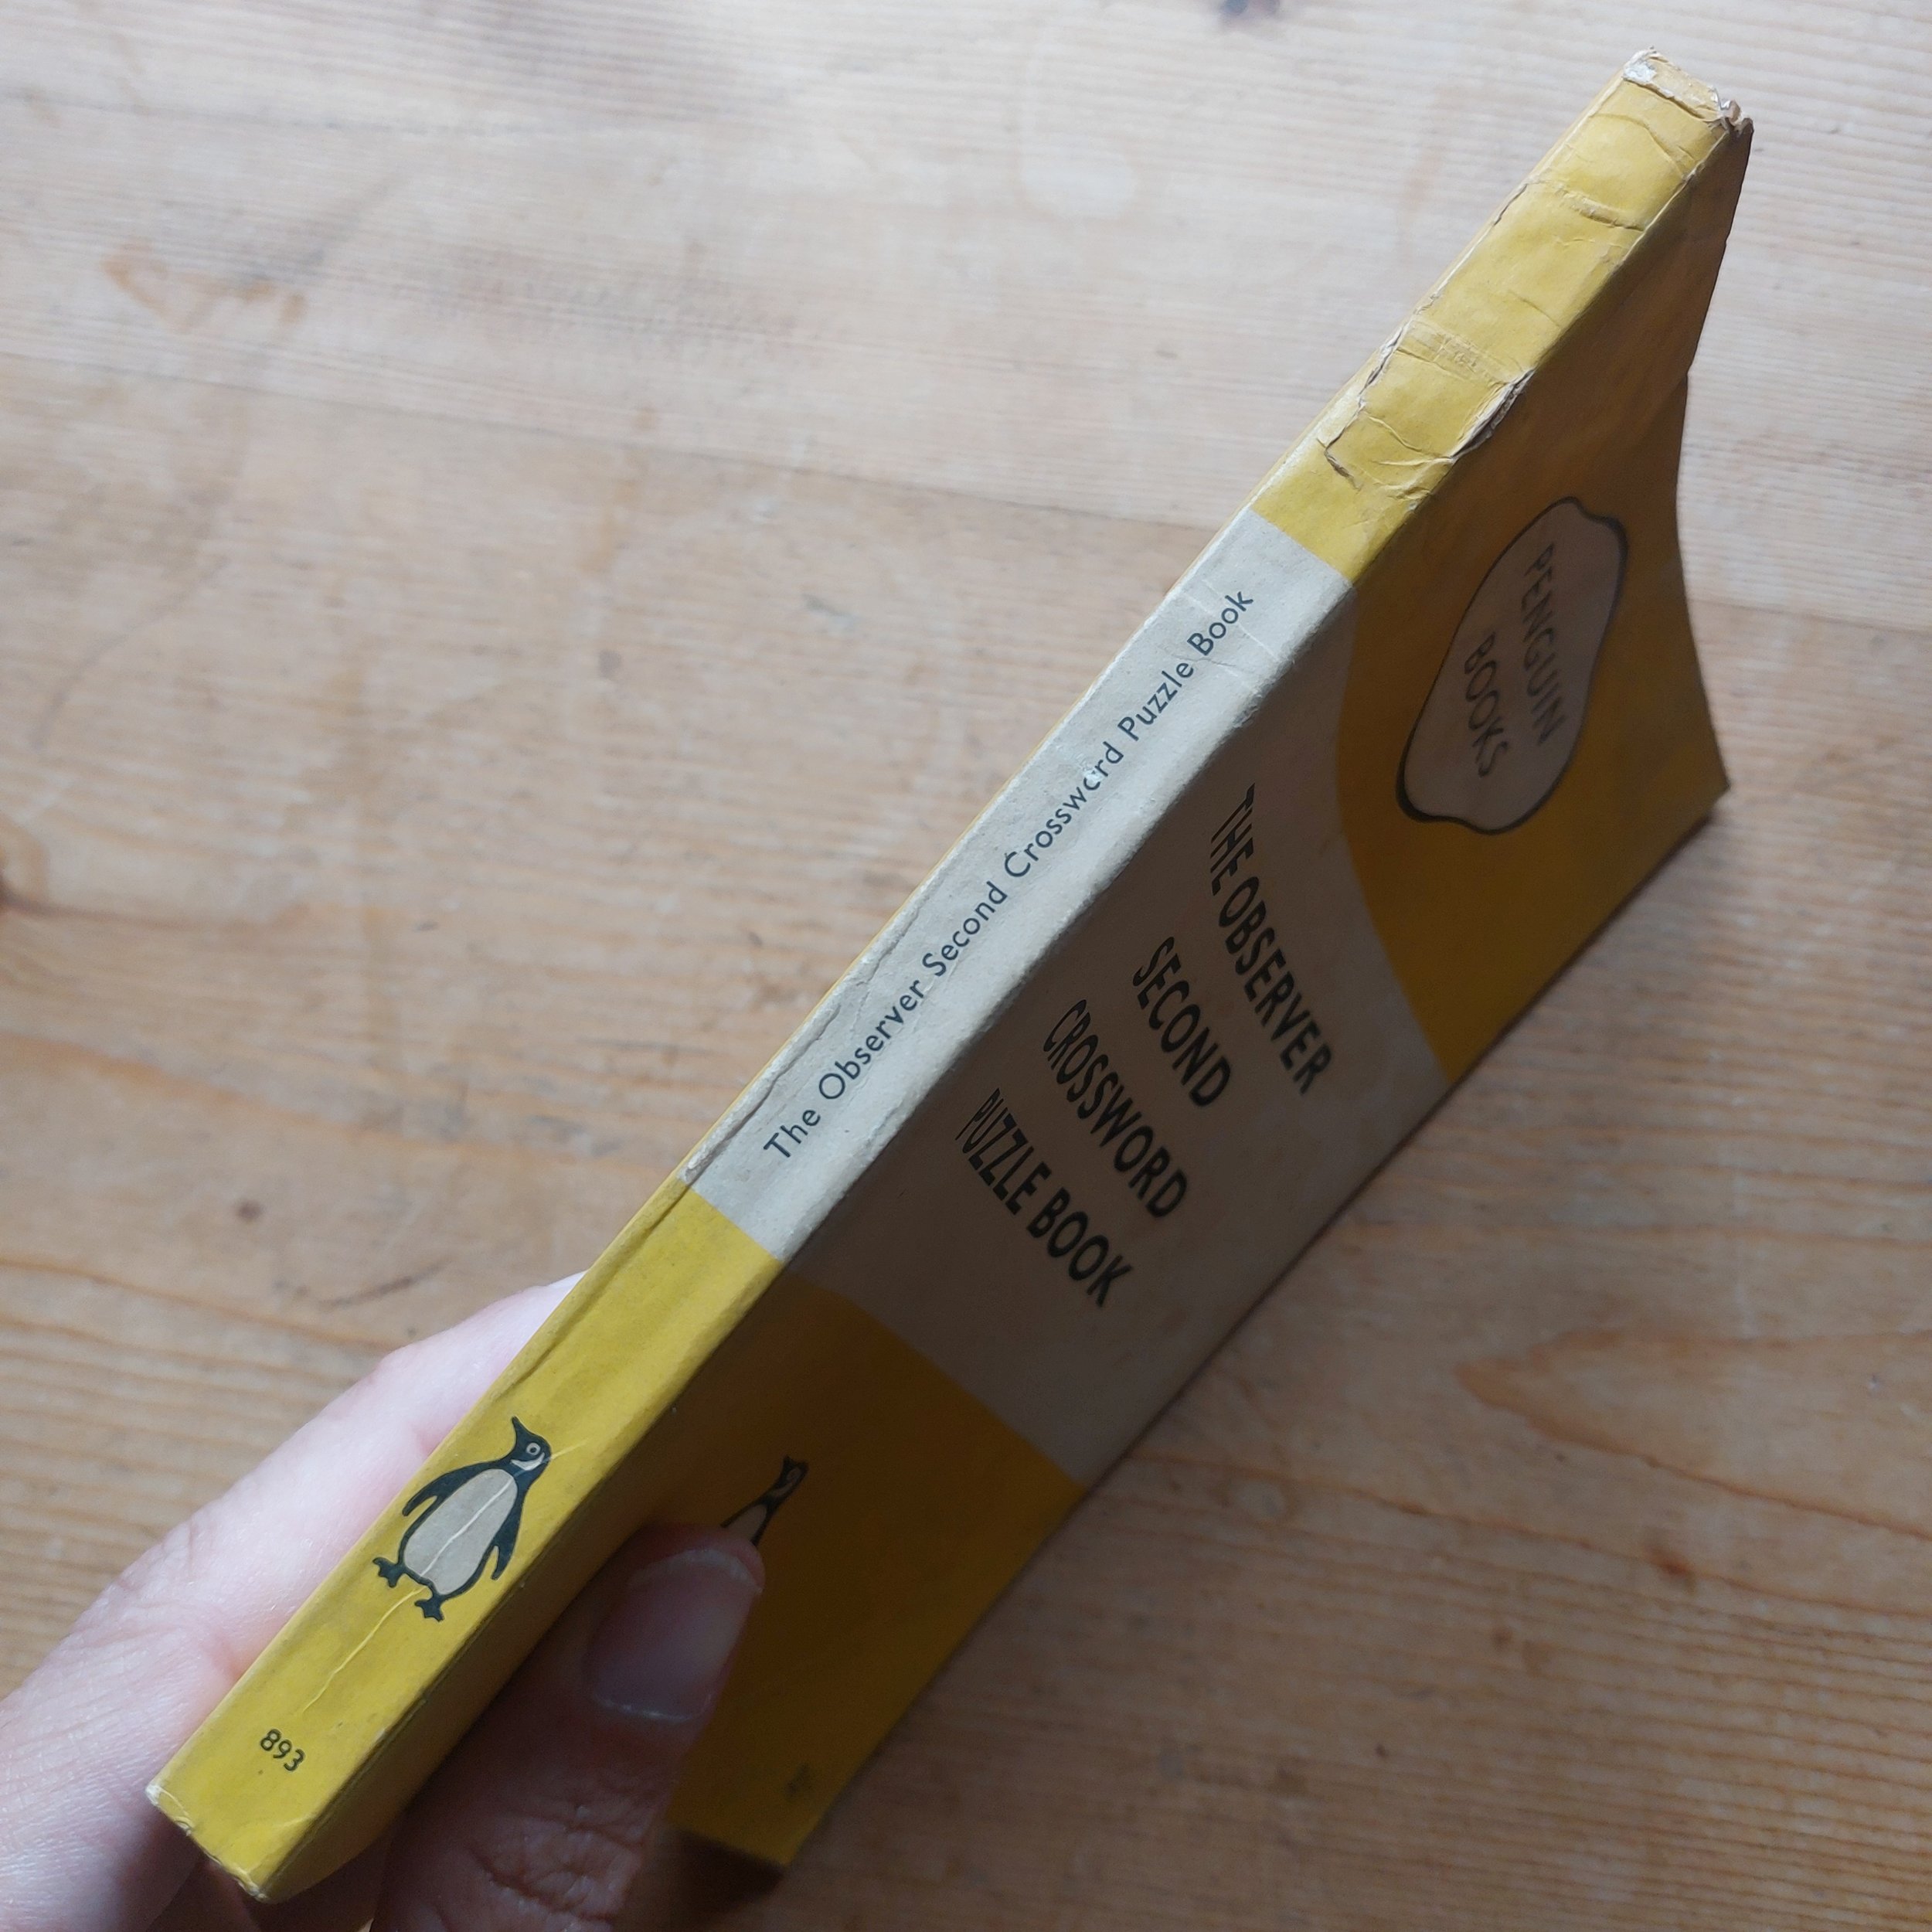 The Observer Second Crossword Puzzle Book
893
PENGUIN
BOOKS
THE OBSERVER
SECOND
CROSSWORD
PUZZLE BOOK